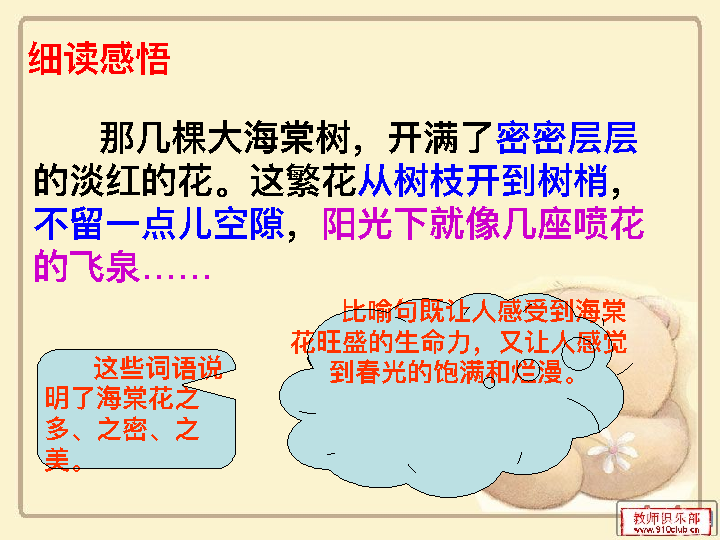 细读感悟
那几棵大海棠树，开满了密密层层
的淡红的花。这繁花从树枝开到树梢，
不留一点儿空隙，阳光下就像几座喷花
的飞泉……
比喻句既让人感受到海棠
花旺盛的生命力，又让人感觉
到春光的饱满和烂漫。
这些词语说
明了海棠花之
多、之密、之
美。
教师俱乐部
www.910club.cn